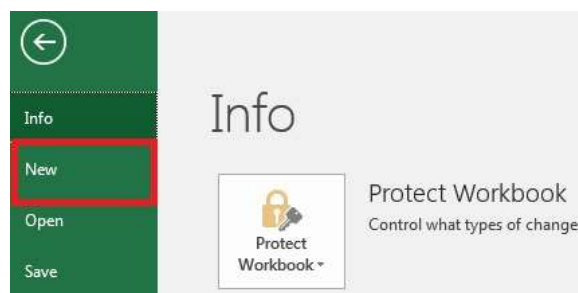 Info
New
Open
Save
Info
Protect
Workbook
Protect Workbook
Control what types of change